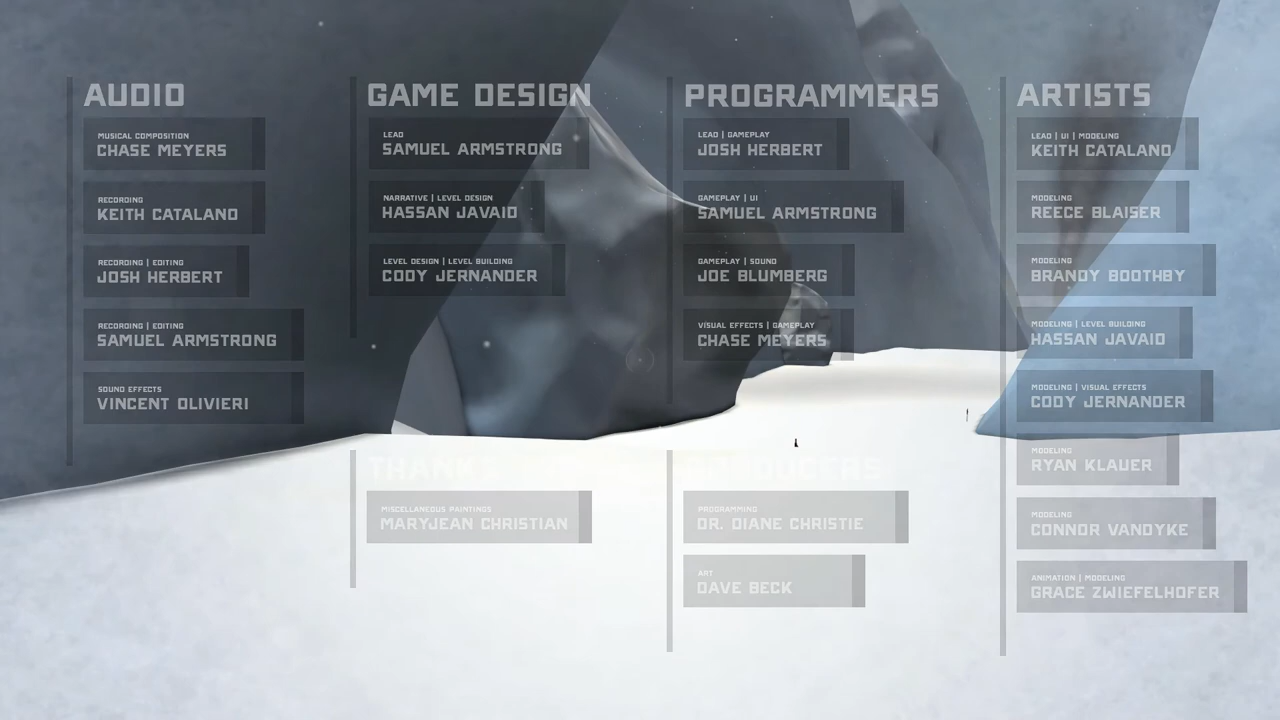 AUDIO
MUSICAL COMPOSITION
CHASE MEYERS
RECORDING
KEITH CATALANO
RECORDING | EDITING
JOSH HERBERT
RECORDING | EDITING
SAMUEL ARMSTRONG
SOUND EFFECTS
VINCENT OLIVIERI
GAME DESIGN
LEAD
SAMUEL ARMSTRONG
NARRATIVE | LEVEL DESIGN
HASSAN JAVAID
LEVEL DESIGN | LEVEL BUILDING
CODY JERNANDER
THANKS
MISCELLANEOUS PAINTINGS
MARYJEAN CHRISTIAN
PROGRAMMERS
LEAD | GAMEPLAY
JOSH HERBERT
GAMEPLAY | UI
SAMUEL ARMSTRONG
GAMEPLAY | SOUND
JOE BLUMBERG
VISUAL EFFECTS | GAMEPLAY
CHASE MEYERS
PRODUCERS
PROGRAMMING
DR. DIANE CHRISTIE
ART
DAVE BECK
ARTISTS
LEAD | UI | MODELING
KEITH CATALANO
MODELING
REECE BLAISER
MODELING
BRANDY BOOTHBY
MODELING | LEVEL BUILDING
HASSAN JAVAID
MODELING | VISUAL EFFECTS
CODY JERNANDER
MODELING
RYAN KLAUER
MODELING
CONNOR VANDYKE
ANIMATION | MODELING
GRACE ZWIEFELHOFER